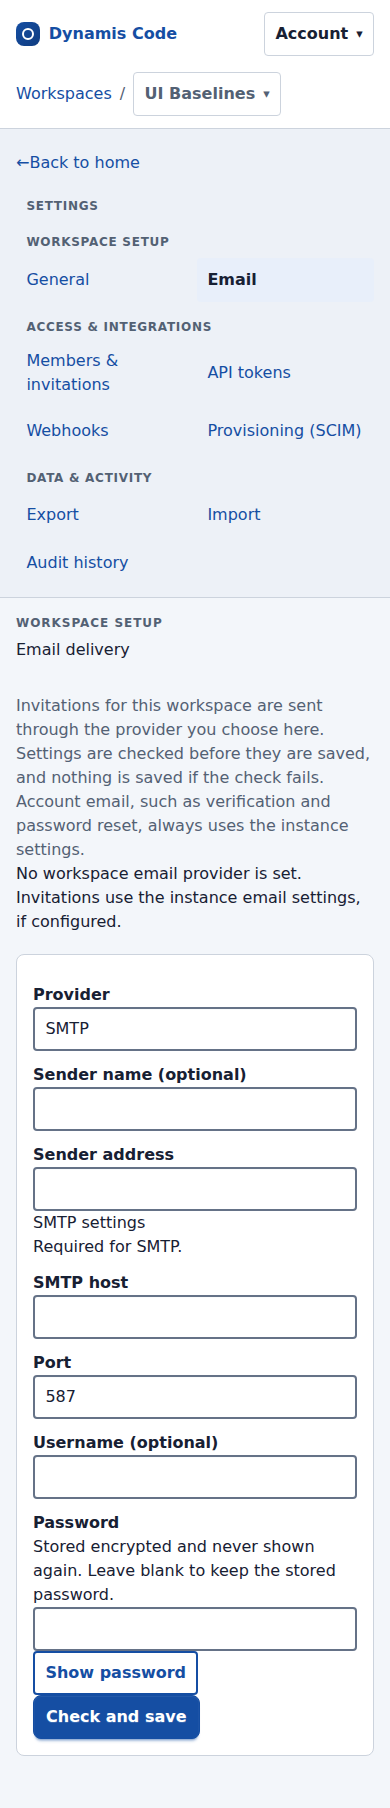 Dynamis Code
Account ▾
Workspaces / UI Baselines ▾
←Back to home
SETTINGS
WORKSPACE SETUP
General
Email
ACCESS & INTEGRATIONS
Members &
invitations
API tokens
Webhooks
Provisioning (SCIM)
DATA & ACTIVITY
Export
Import
Audit history
WORKSPACE SETUP
Email delivery
Invitations for this workspace are sent
through the provider you choose here.
Settings are checked before they are saved,
and nothing is saved if the check fails.
Account email, such as verification and
password reset, always uses the instance
settings.
No workspace email provider is set.
Invitations use the instance email settings,
if configured.
Provider
SMTP
Sender name (optional)
Sender address
SMTP settings
Required for SMTP.
SMTP host
Port
587
Username (optional)
Password
Stored encrypted and never shown
again. Leave blank to keep the stored
password.
Show password
Check and save